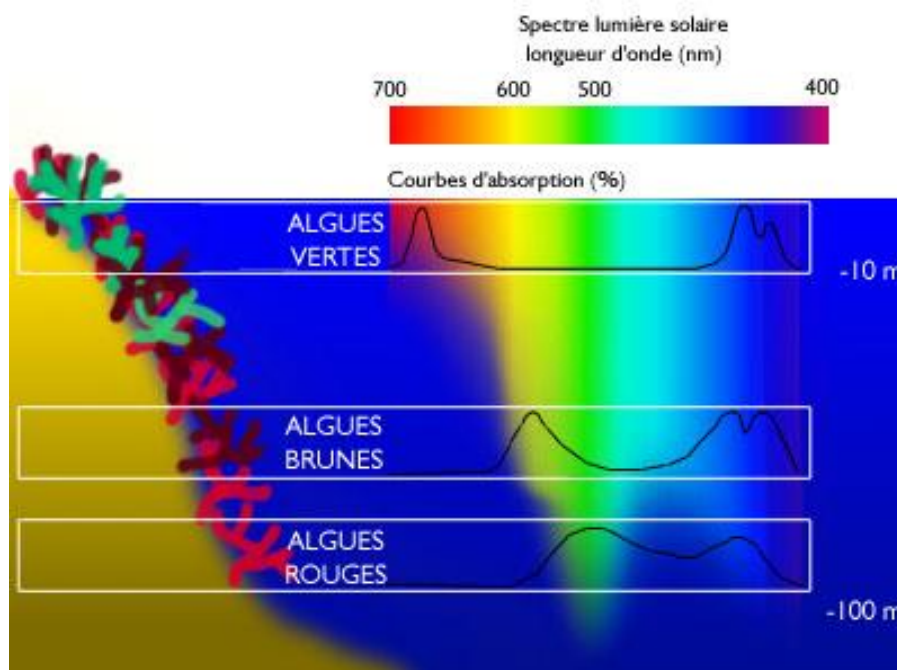 Spectre lumière solaire
longueur d'onde (nm)
700 600 500 400
Courbes d'absorption (%)
ALGUES
VERTES
-10 m
ALGUES
BRUNES
ALGUES
ROUGES
-100 m